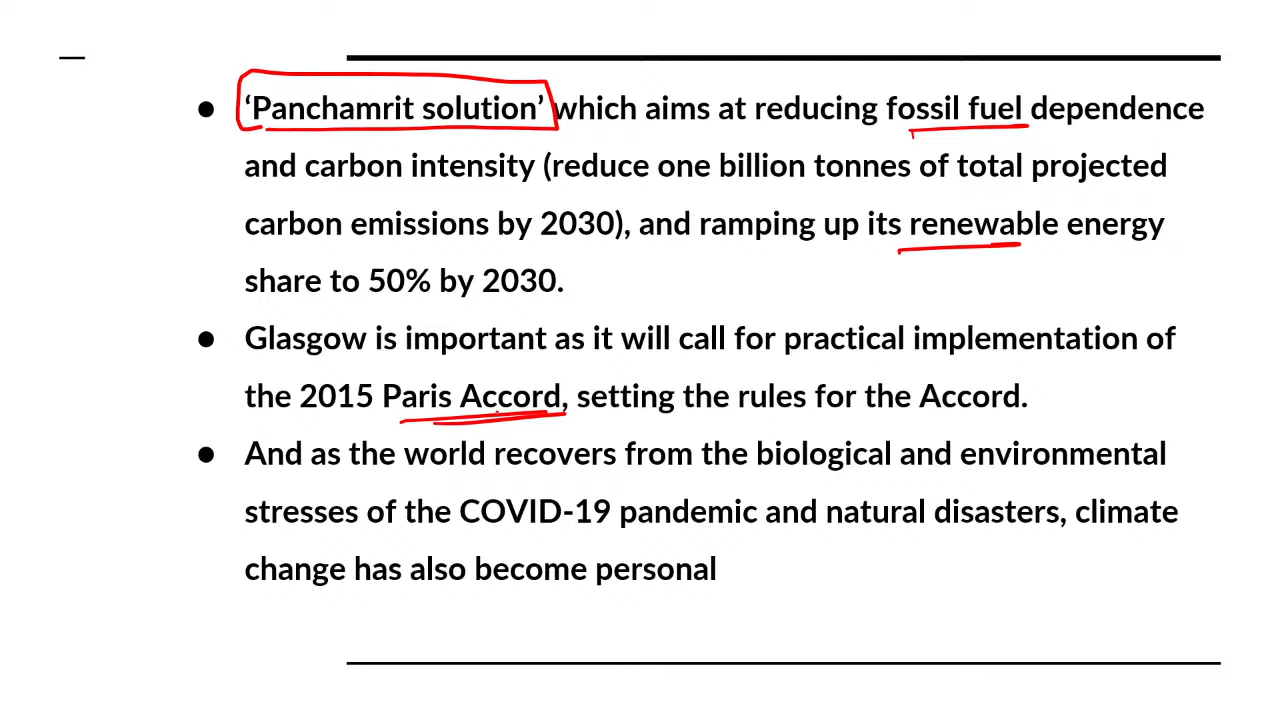 ● ‘Panchamrit solution’ which aims at reducing fossil fuel dependence
and carbon intensity (reduce one billion tonnes of total projected
carbon emissions by 2030), and ramping up its renewable energy
share to 50% by 2030.
● Glasgow is important as it will call for practical implementation of
the 2015 Paris Accord, setting the rules for the Accord.
● And as the world recovers from the biological and environmental
stresses of the COVID-19 pandemic and natural disasters, climate
change has also become personal